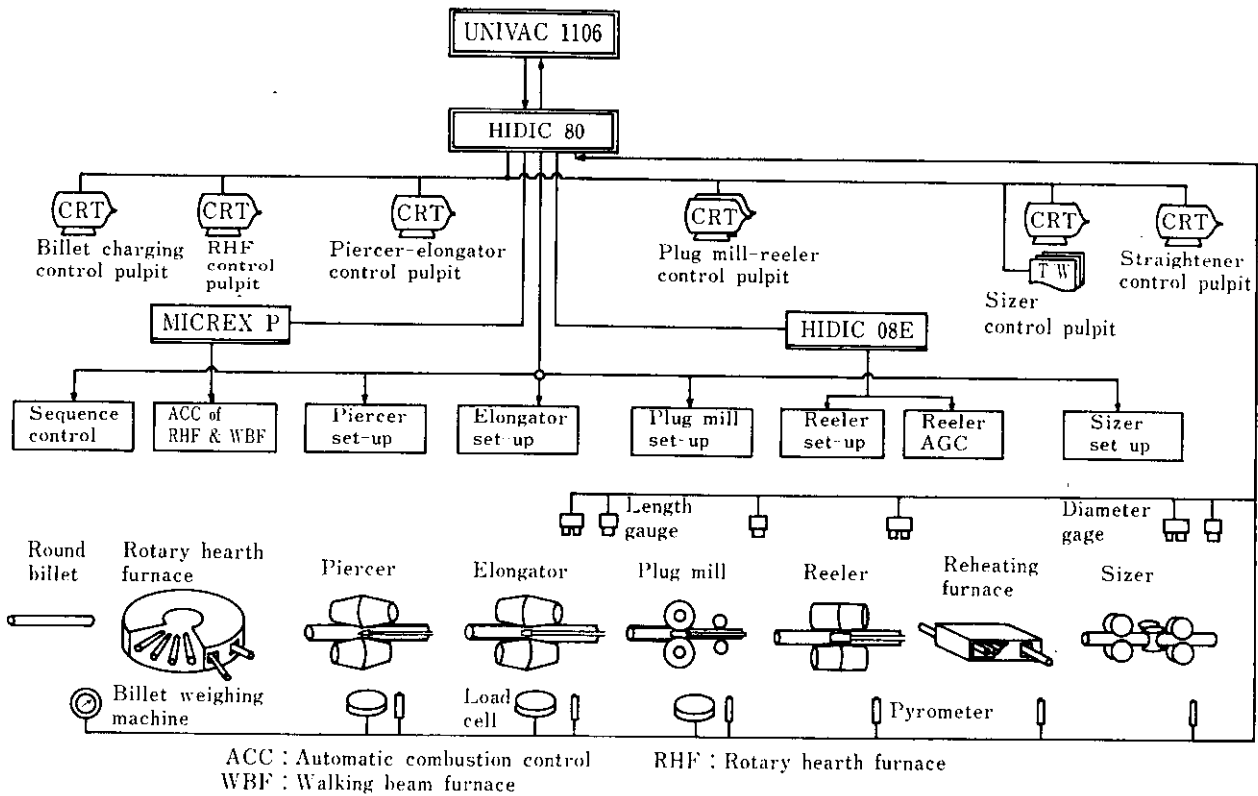 UNIVAC 1106
HIDIC 80
CRT
CRT
CRT
CRT
CRT
CRT
Billet charging
control pulpit
RHF
control
pulpit
Piercer-elongator
control pulpit
Plug mill-reeler
control pulpit
T W
Sizer
control pulpit
Straightener
control pulpit
MICREX P
HIDIC 08E
Sequence
control
ACC of
RHF & WBF
Piercer
set-up
Elongator
set-up
Plug mill
set-up
Reeler
set-up
Reeler
AGC
Sizer
set up
Length
gauge
Diameter
gage
Round
billet
Rotary hearth
furnace
Piercer
Elongator
Plug mill
Reeler
Reheating
furnace
Sizer
Billet weighing
machine
Load
cell
Pyrometer
ACC : Automatic combustion control
RHF : Rotary hearth furnace
WBF : Walking beam furnace